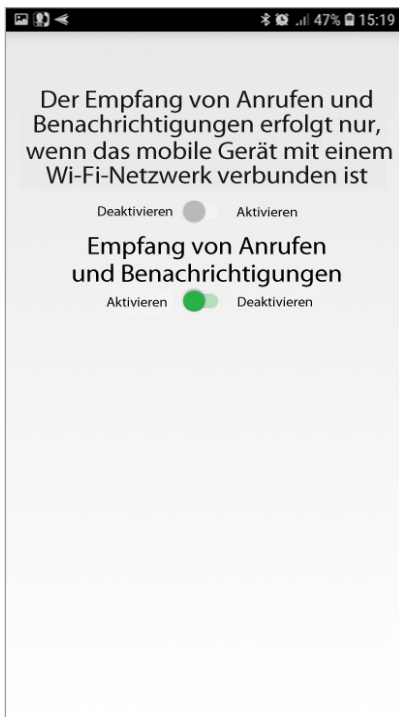 47% 15:19
Der Empfang von Anrufen und
Benachrichtigungen erfolgt nur,
wenn das mobile Gerät mit einem
Wi-Fi-Netzwerk verbunden ist
Deaktivieren Aktivieren
Empfang von Anrufen
und Benachrichtigungen
Aktivieren Deaktivieren